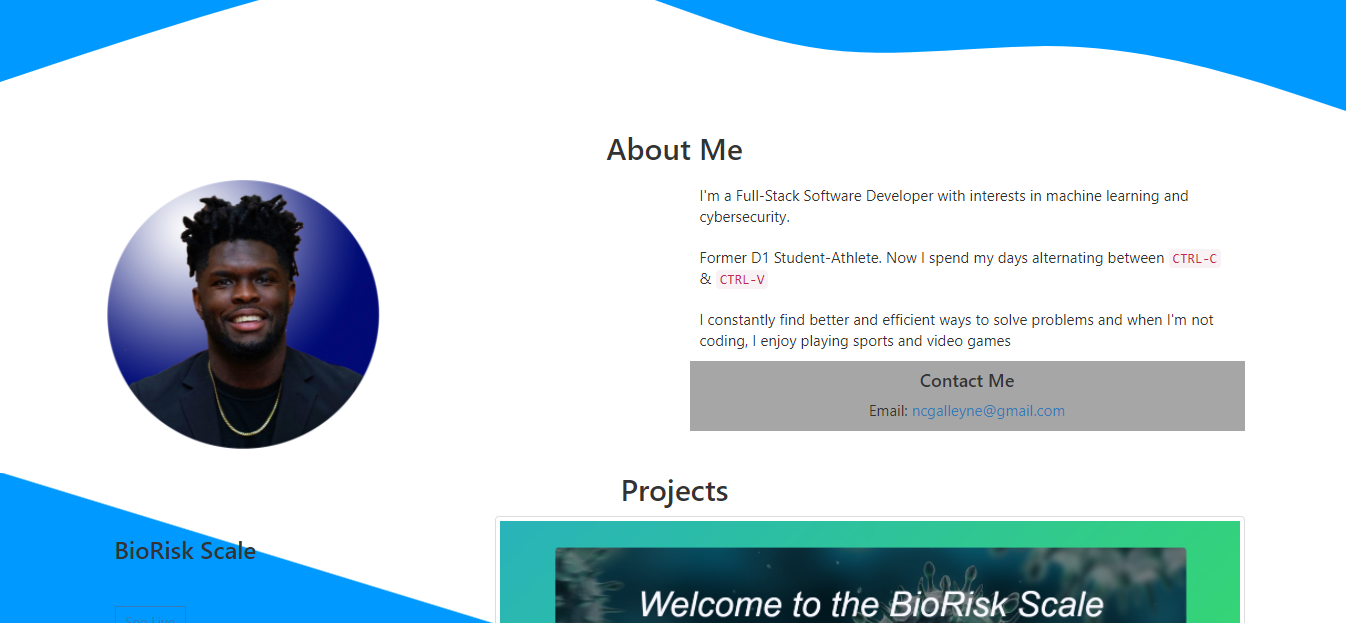 About Me
I'm a Full-Stack Software Developer with interests in machine learning and
cybersecurity.
Former D1 Student-Athlete. Now I spend my days alternating between CTRL-C
& CTRL-V
I constantly find better and efficient ways to solve problems and when I'm not
coding, I enjoy playing sports and video games
Contact Me
Email: ncgalleyne@gmail.com
Projects
BioRisk Scale
See Live
Welcome to the BioRisk Scale